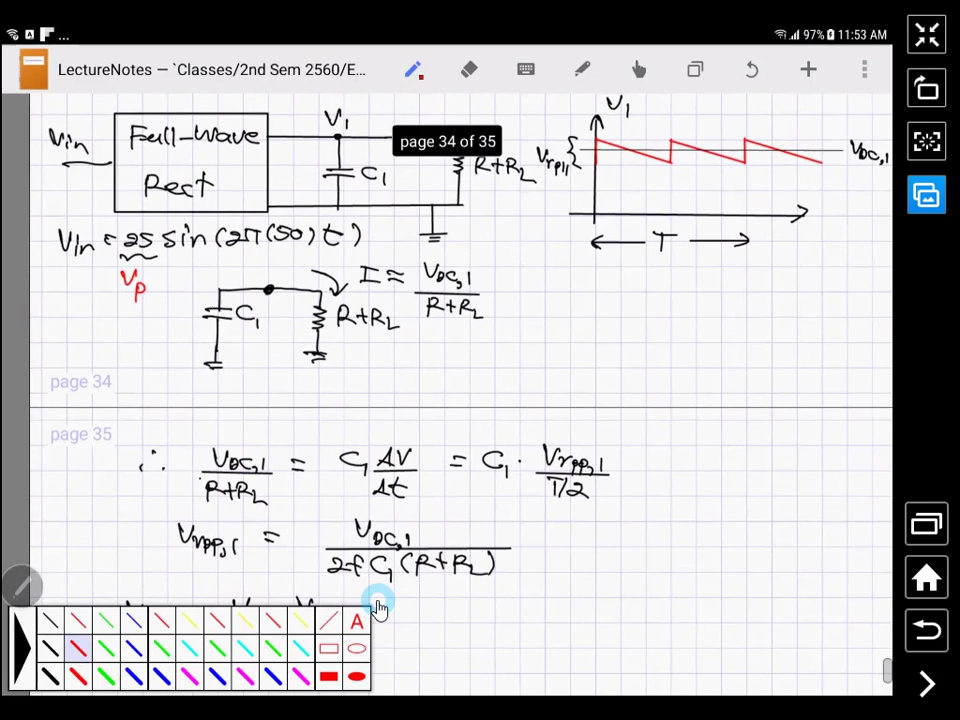 97% 11:53 AM
LectureNotes — `Classes/2nd Sem 2560/E...
page 34 of 35
Vin
Full-Wave
Rect
V1
C1
R+RL
V1
Vrpp,1
VDC,1
T
Vin = 25 sin(2π(50)t)
Vp
C1
R+RL
I ≈ VDC,1 / R+RL
page 34
page 35
∴ VDC,1 / R+RL = C1 ΔV/Δt = C1 · Vrpp,1 / T/2
Vrpp,1 = VDC,1 / 2fC1(R+RL)
A